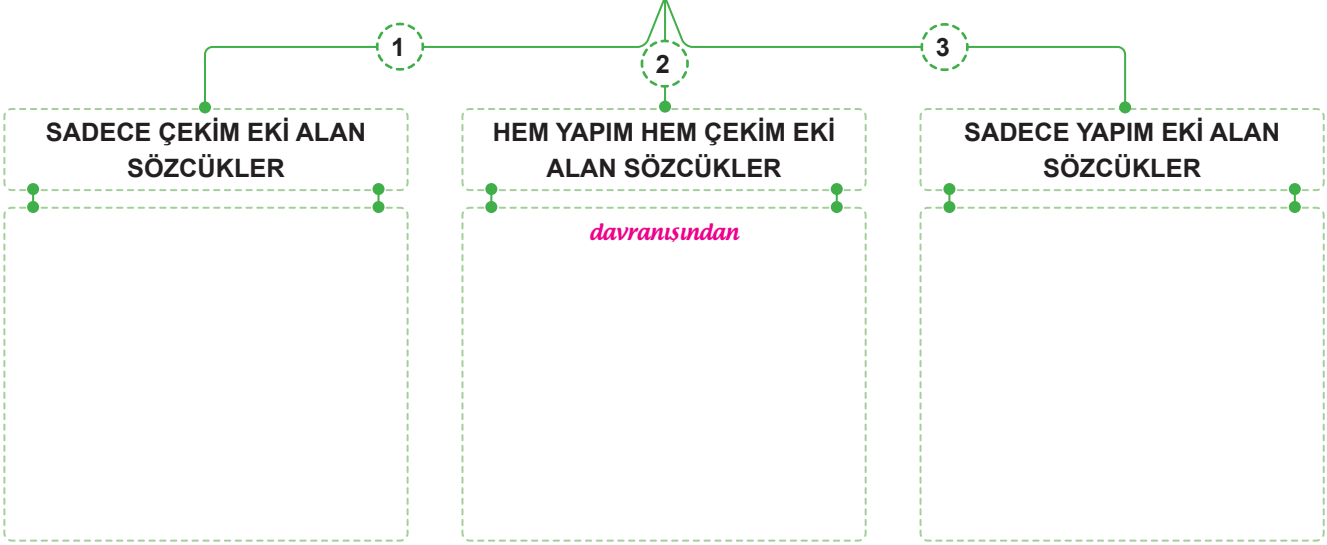 1
2
3
SADECE ÇEKİM EKİ ALAN
SÖZCÜKLER
HEM YAPIM HEM ÇEKİM EKİ
ALAN SÖZCÜKLER
SADECE YAPIM EKİ ALAN
SÖZCÜKLER
davranışından